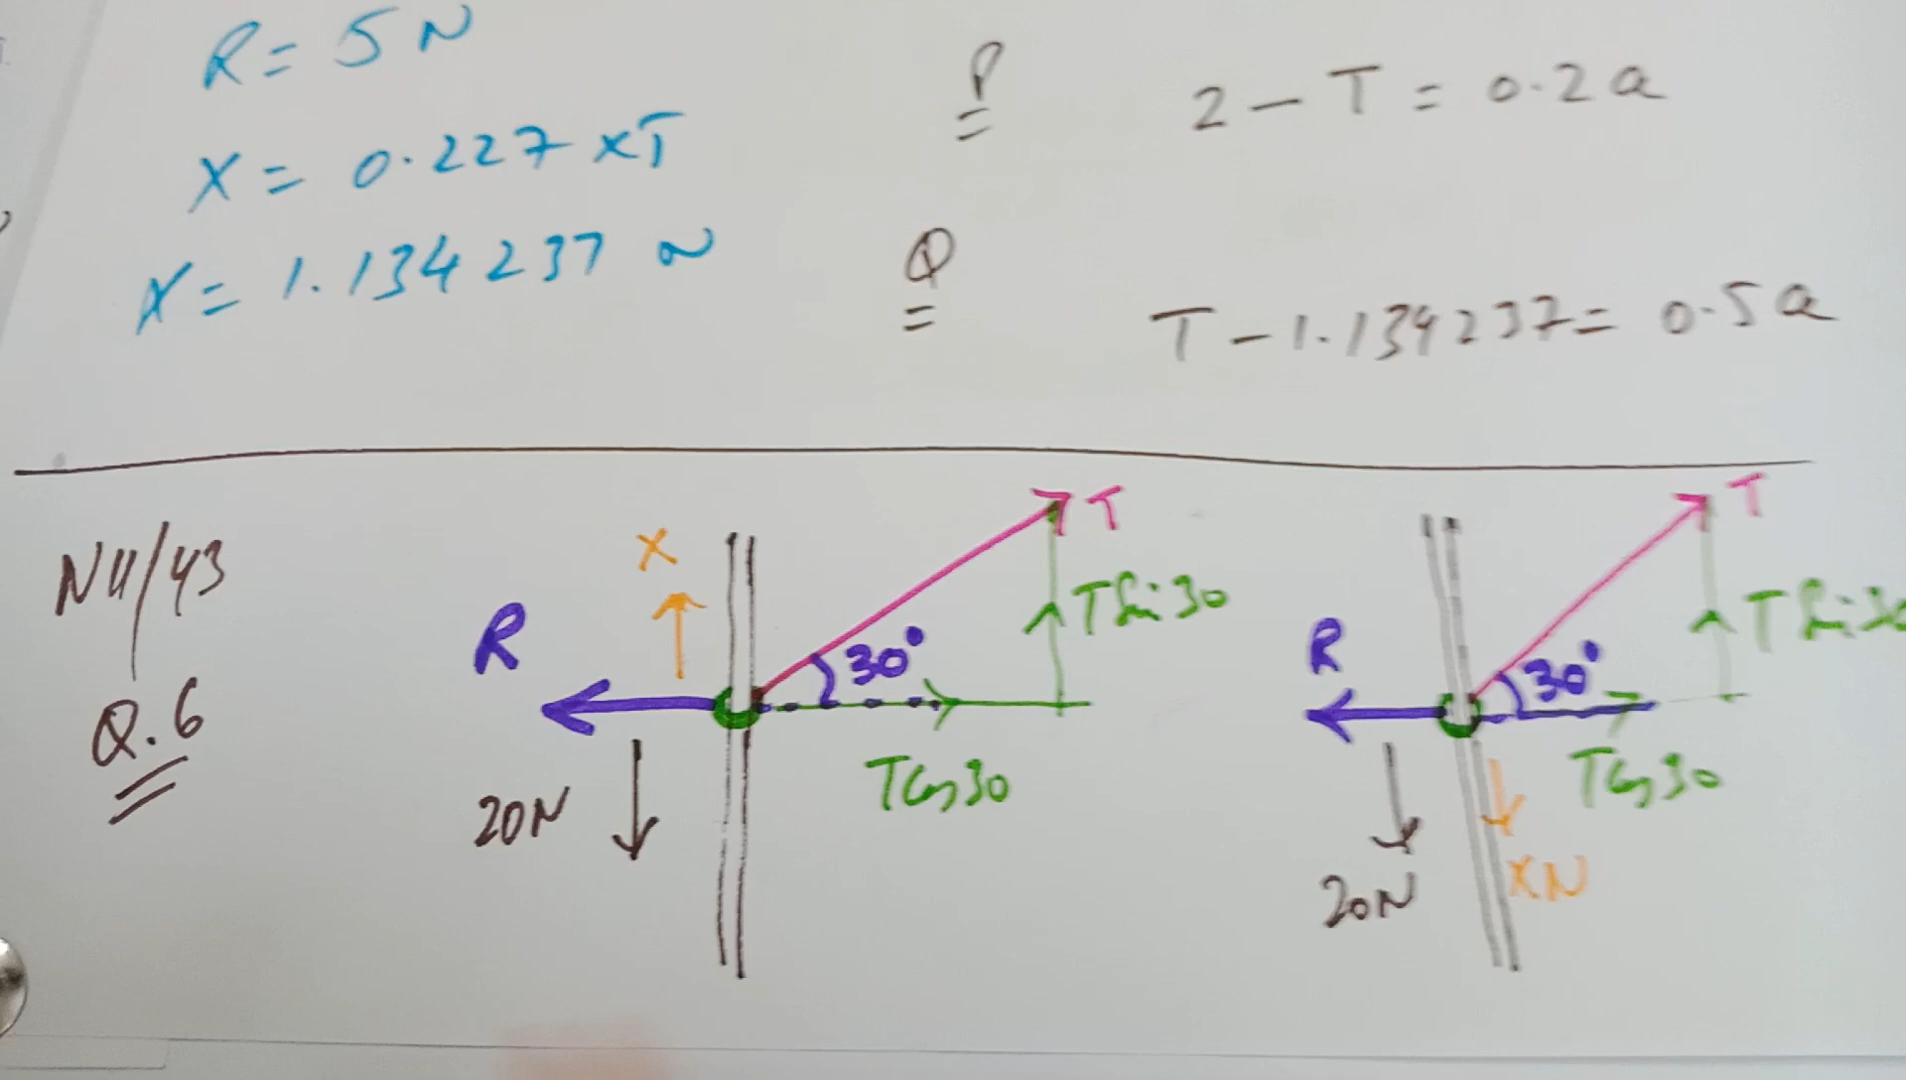 R = 5 N
X = 0.227 x T
X = 1.134237 N
P
2 - T = 0.2a
Q
T - 1.134237 = 0.5a
N11/43
Q.6
X
R
T
T Sin 30
30°
T Cos 30
20N
R
T
T Sin 30
30°
T Cos 30
20N
XN